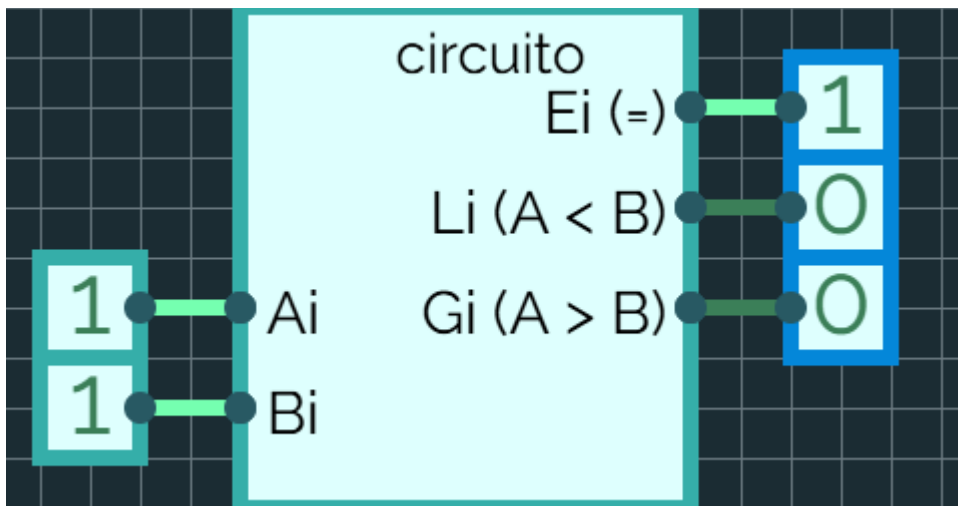 circuito
Ei (=) 1
Li (A < B) 0
1 Ai Gi (A > B) 0
1 Bi